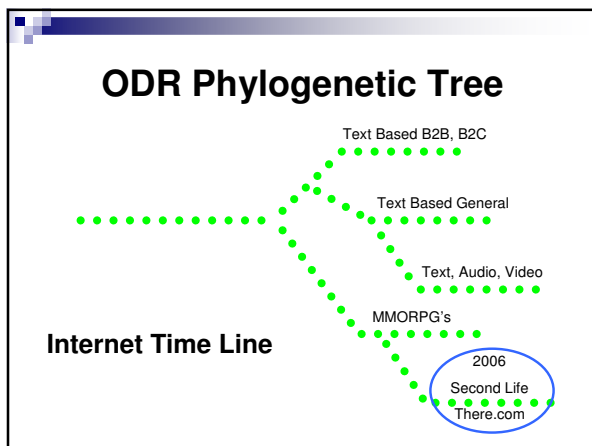 ODR Phylogenetic Tree
Text Based B2B, B2C
Text Based General
Text, Audio, Video
MMORPG's
Internet Time Line
2006
Second Life
There.com